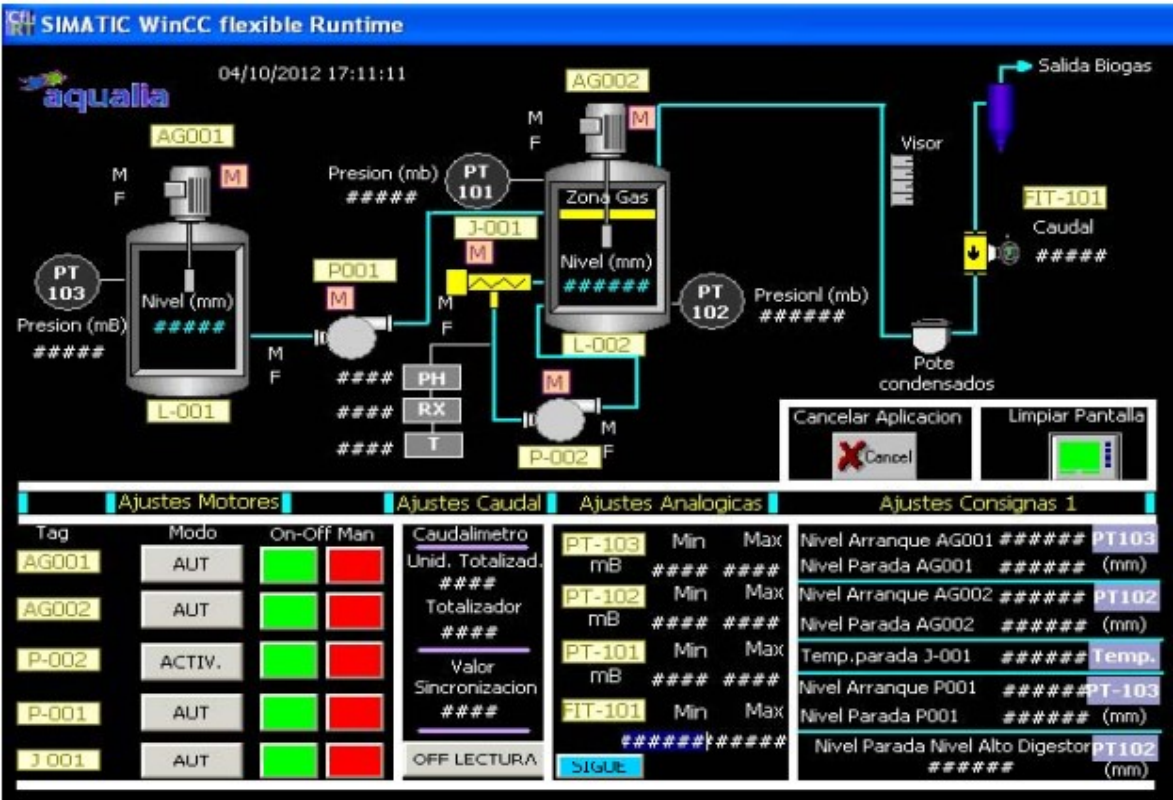 SIMATIC WinCC flexible Runtime
aqualia
04/10/2012 17:11:11
AG002
Salida Biogas
AG001
M
M
F
Visor
M
F
M
Presion (mb)
#####
PT
101
Zona Gas
FIT-101
Caudal
#####
J-001
M
PT
103
P001
M
Nivel (mm)
######
Nivel (mm)
#####
PT
102
Presionl (mb)
######
Presion (mB)
#####
M
F
M
F
L-002
Pote
condensados
#### PH
M
#### RX
#### T
L-001
M
F
P-002
Cancelar Aplicacion
Cancel
Limpiar Pantalla
Ajustes Motores
Tag Modo On-Off Man
AG001 AUT
AG002 AUT
P-002 ACTIV.
P-001 AUT
J 001 AUT
Ajustes Caudal
Caudalimetro
Unid. Totalizad.
####
Totalizador
####
Valor
Sincronizacion
####
OFF LECTURA
Ajustes Analogicas
PT-103 Min Max
mB #### ####
PT-102 Min Max
mB #### ####
PT-101 Min Max
mB #### ####
FIT-101 Min Max
############
SIGUE
Ajustes Consignas 1
Nivel Arranque AG001 ###### PT103
Nivel Parada AG001 ###### (mm)
Nivel Arranque AG002 ###### PT102
Nivel Parada AG002 ###### (mm)
Temp.parada J-001 ###### Temp.
Nivel Arranque P001 ###### PT-103
Nivel Parada P001 ###### (mm)
Nivel Parada Nivel Alto Digestor PT102
###### (mm)